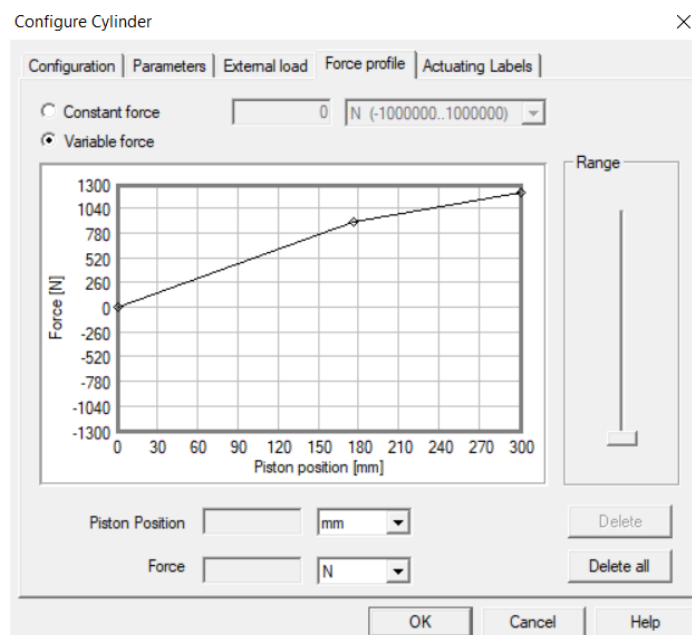 Configure Cylinder
Configuration Parameters External load Force profile Actuating Labels
Constant force 0 N (-1000000..1000000)
Variable force
Range
1300
1040
780
520
260
0
-260
-520
-780
-1040
-1300
Force [N]
0 30 60 90 120 150 180 210 240 270 300
Piston position [mm]
Piston Position mm Delete
Force N Delete all
OK Cancel Help